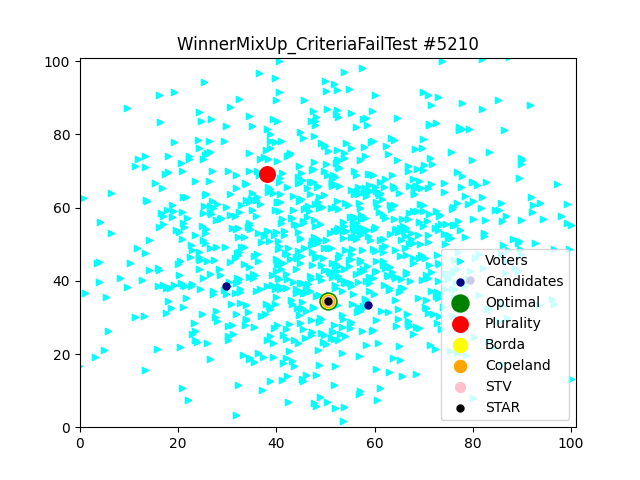 WinnerMixUp_CriteriaFailTest #5210
100
80
60
40
20
0
0
20
40
60
80
100
Voters
Candidates
Optimal
Plurality
Borda
Copeland
STV
STAR